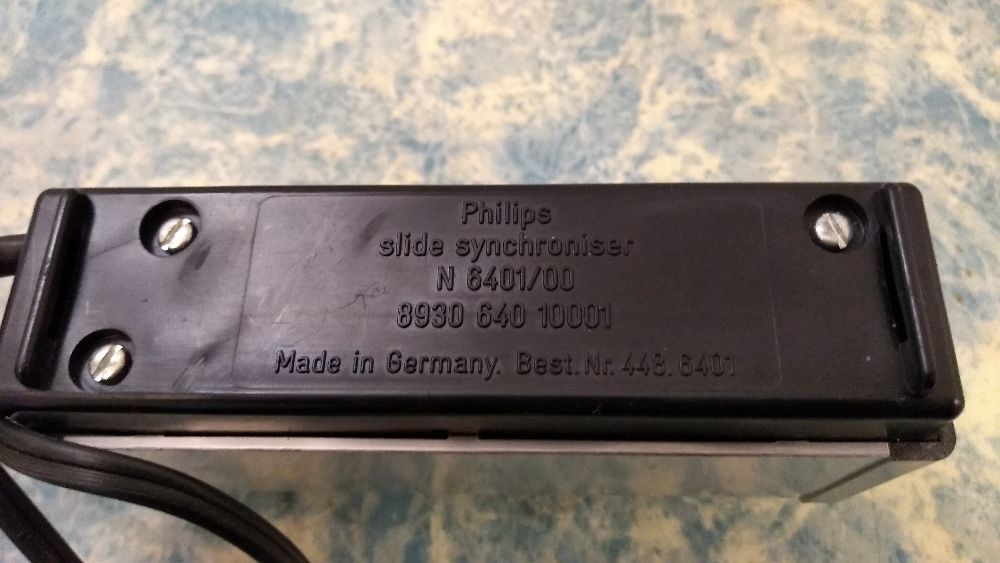 Philips
slide synchroniser
N 6401/00
8930 640 10001
Made in Germany. Best.Nr. 448.6401